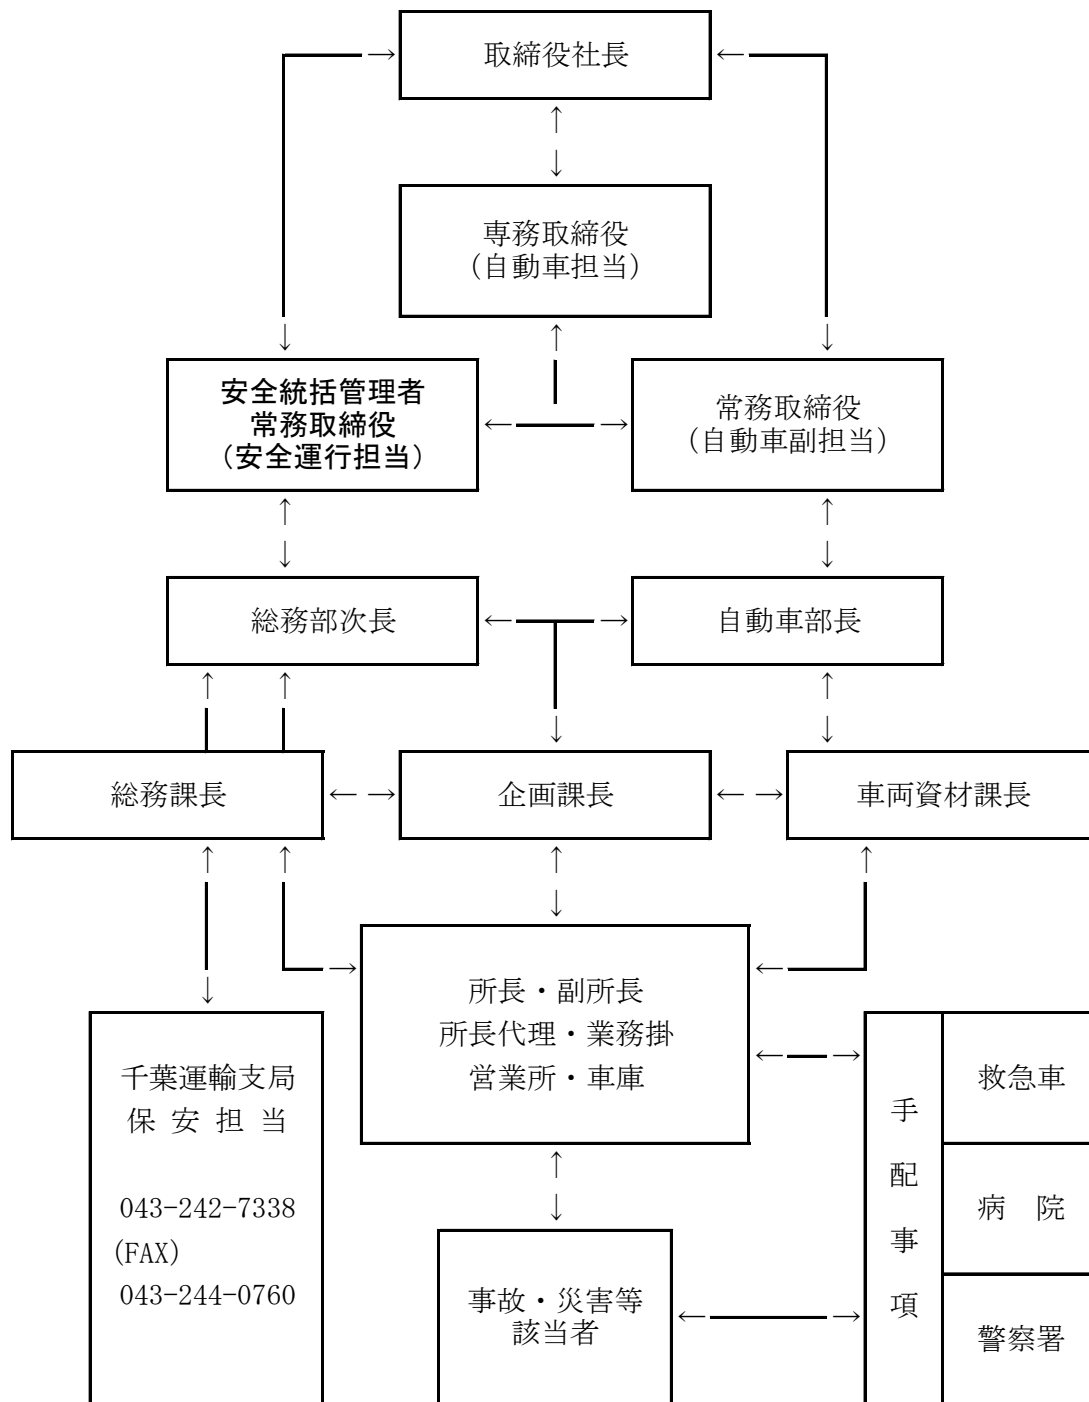 取締役社長
専務取締役
(自動車担当)
安全統括管理者
常務取締役
(安全運行担当)
常務取締役
(自動車副担当)
総務部次長
自動車部長
総務課長
企画課長
車両資材課長
所長・副所長
所長代理・業務掛
営業所・車庫
千葉運輸支局
保 安 担 当
043-242-7338
(FAX)
043-244-0760
手配事項
救急車
病　院
警察署
事故・災害等
該当者